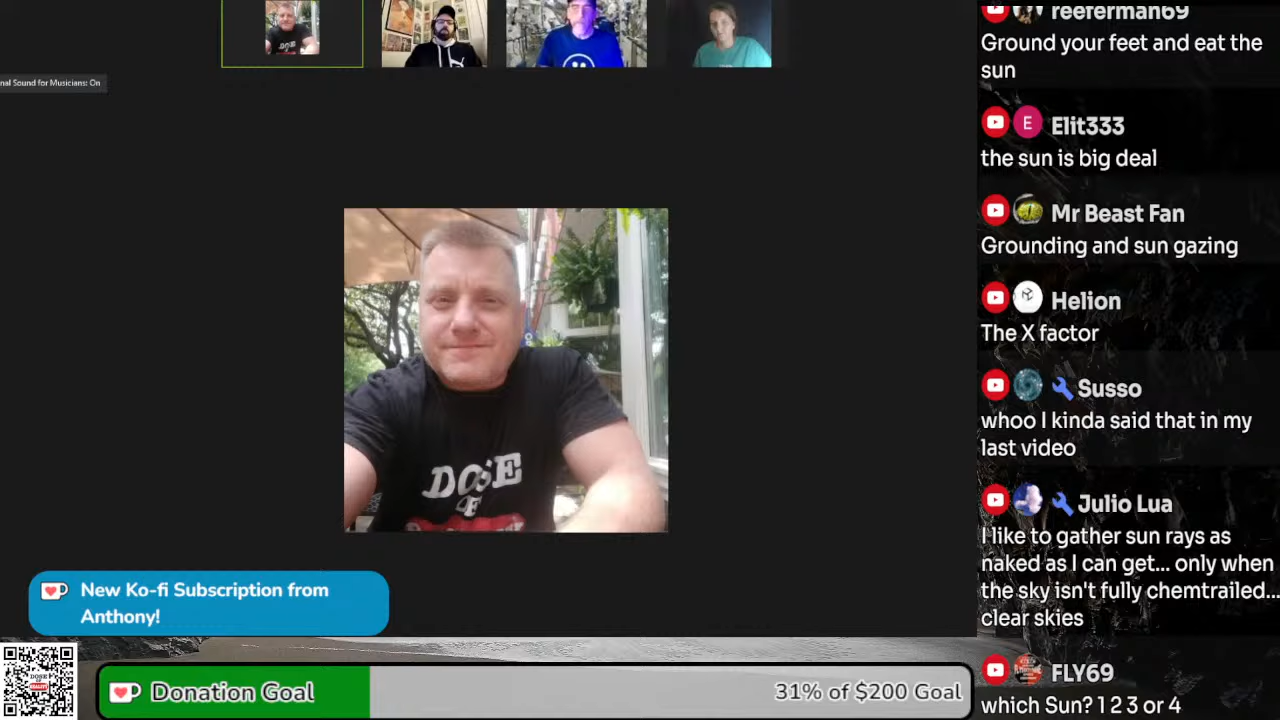 nal Sound for Musicians: On
DOSE
OF
New Ko-fi Subscription from
Anthony!
Donation Goal
31% of $200 Goal
reeferman69
Ground your feet and eat the
sun
E
Elit333
the sun is big deal
Mr Beast Fan
Grounding and sun gazing
Helion
The X factor
Susso
whoo I kinda said that in my
last video
Julio Lua
I like to gather sun rays as
naked as I can get... only when
the sky isn't fully chemtrailed...
clear skies
FLY69
which Sun? 1 2 3 or 4